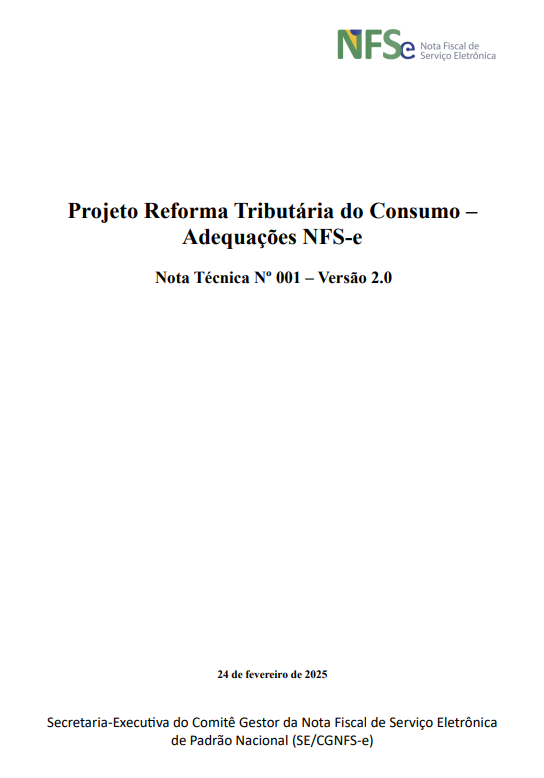 NFSe Nota Fiscal de
Serviço Eletrônica
Projeto Reforma Tributária do Consumo –
Adequações NFS-e
Nota Técnica Nº 001 – Versão 2.0
24 de fevereiro de 2025
Secretaria-Executiva do Comitê Gestor da Nota Fiscal de Serviço Eletrônica
de Padrão Nacional (SE/CGNFS-e)